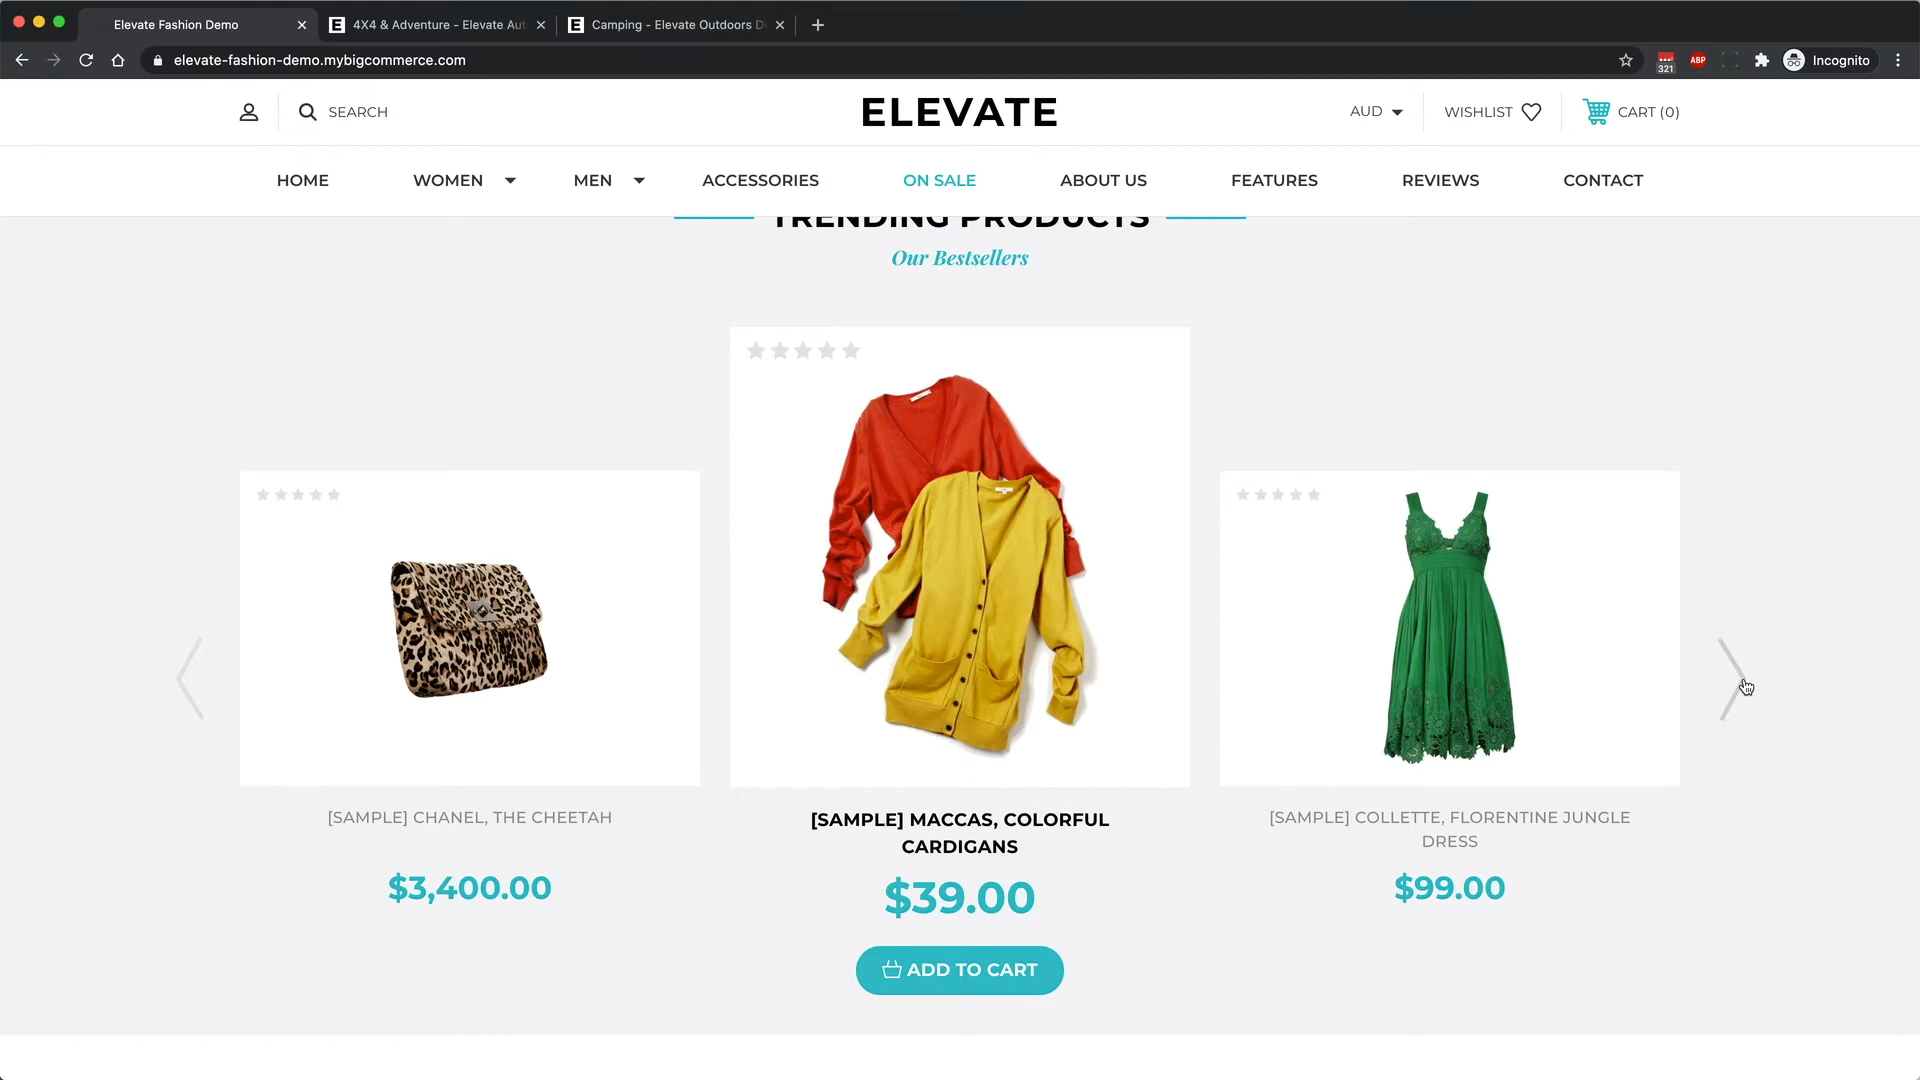 Elevate Fashion Demo
4X4 & Adventure - Elevate Aut
Camping - Elevate Outdoors D
elevate-fashion-demo.mybigcommerce.com
321
ABP
Incognito
SEARCH
ELEVATE
AUD
WISHLIST
CART (0)
HOME
WOMEN
MEN
ACCESSORIES
ON SALE
ABOUT US
FEATURES
REVIEWS
CONTACT
TRENDING PRODUCTS
Our Bestsellers
[SAMPLE] CHANEL, THE CHEETAH
$3,400.00
[SAMPLE] MACCAS, COLORFUL
CARDIGANS
$39.00
ADD TO CART
[SAMPLE] COLLETTE, FLORENTINE JUNGLE
DRESS
$99.00